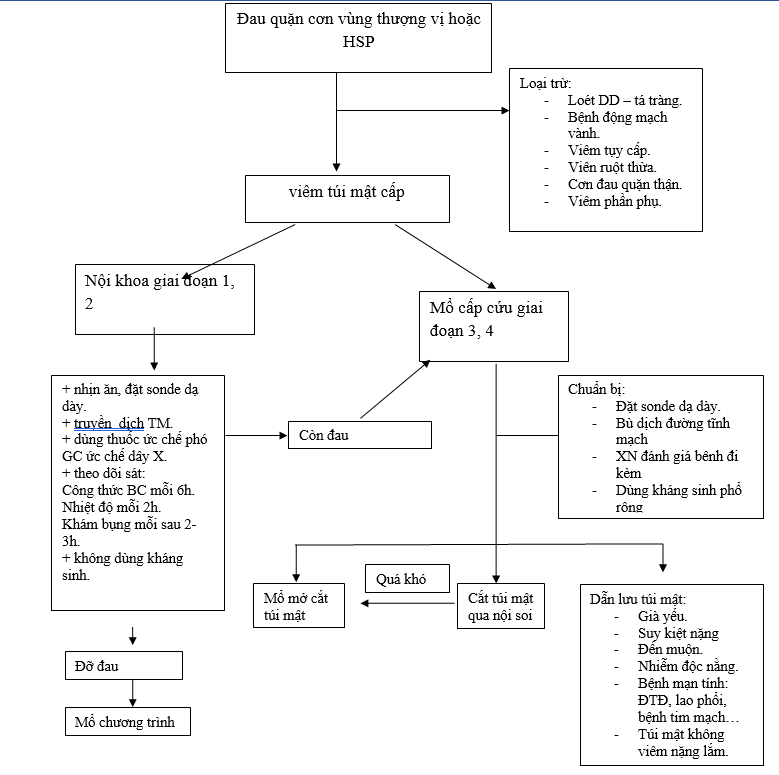 Đau quặn cơn vùng thượng vị hoặc
HSP
Loại trừ:
- Loét DD – tá tràng.
- Bệnh động mạch
vành.
- Viêm tụy cấp.
- Viên ruột thừa.
- Cơn đau quặn thận.
- Viêm phần phụ.
viêm túi mật cấp
Nội khoa giai đoạn 1,
2
Mổ cấp cứu giai
đoạn 3, 4
+ nhịn ăn, đặt sonde dạ
dày.
+ truyền dịch TM.
+ dùng thuốc ức chế phó
GC ức chế dây X.
+ theo dõi sát:
Công thức BC mỗi 6h.
Nhiệt độ mỗi 2h.
Khám bụng mỗi sau 2-
3h.
+ không dùng kháng
sinh.
Còn đau
Chuẩn bị:
- Đặt sonde dạ dày.
- Bù dịch đường tĩnh
mạch
- XN đánh giá bênh đi
kèm
- Dùng kháng sinh phổ
rông
Mổ mở cắt
túi mật
Quá khó
Cắt túi mật
qua nội soi
Dẫn lưu túi mật:
- Già yếu.
- Suy kiệt nặng
- Đến muộn.
- Nhiễm độc nằng.
- Bệnh mạn tính:
ĐTĐ, lao phổi,
bệnh tim mạch…
- Túi mật không
viêm nặng lắm.
Đỡ đau
Mổ chương trình